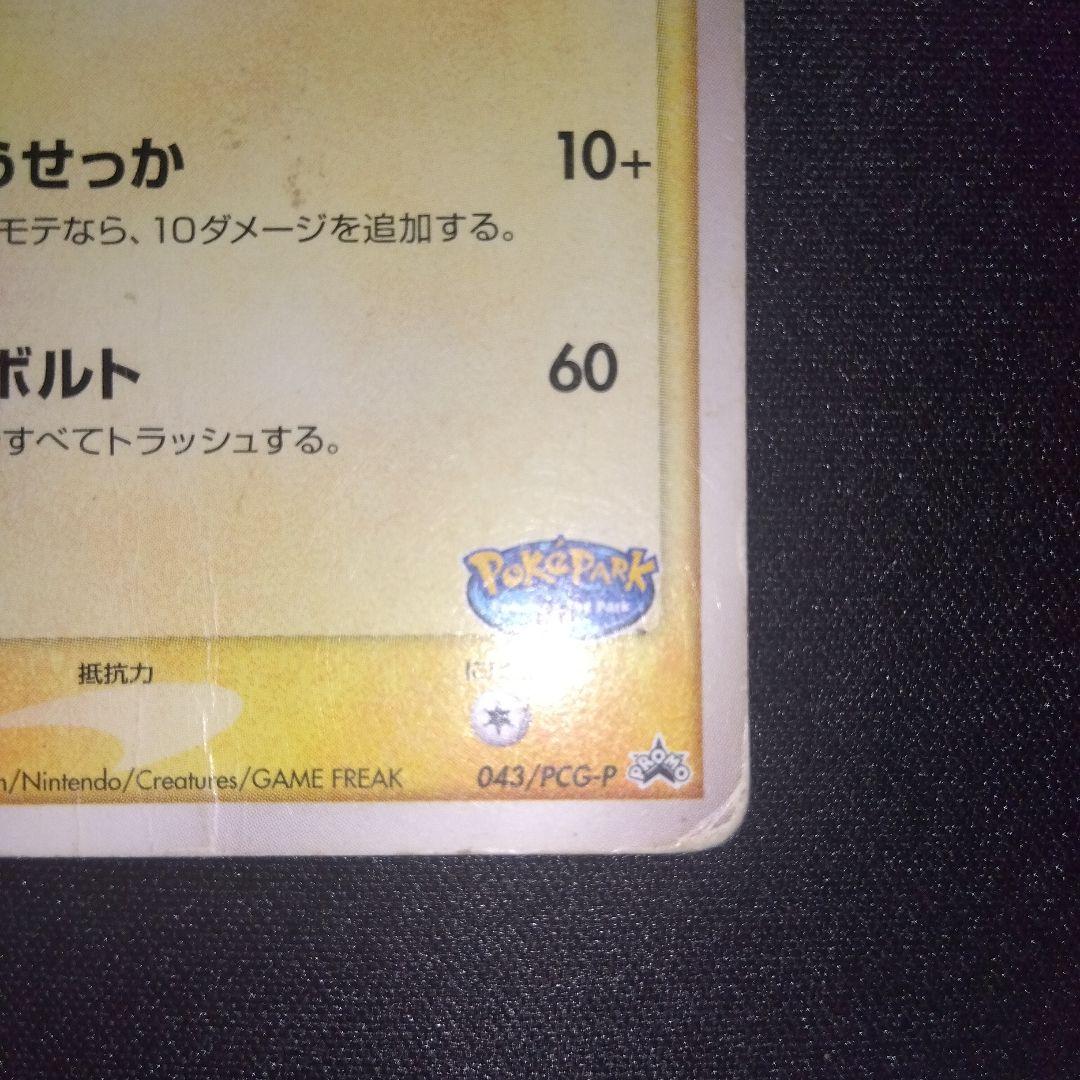 うせっか 10+
モテなら、10ダメージを追加する。
ボルト 60
すべてトラッシュする。
POKéPARK
抵抗力
n/Nintendo/Creatures/GAME FREAK 043/PCG-P PROMO